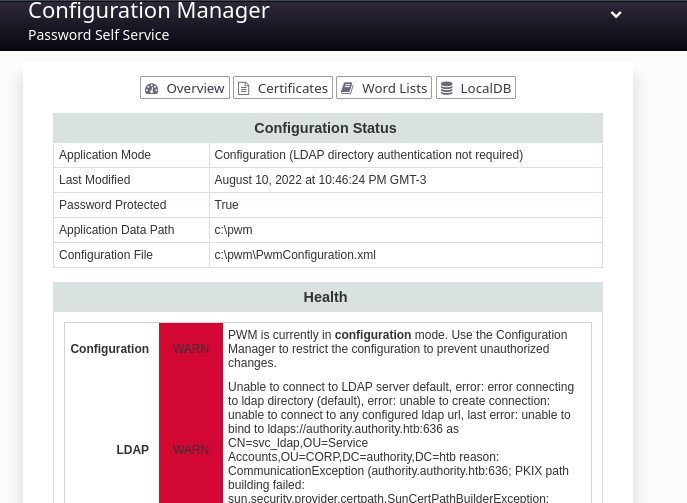 Configuration Manager
Password Self Service
Overview Certificates Word Lists LocalDB
Configuration Status
Application Mode Configuration (LDAP directory authentication not required)
Last Modified August 10, 2022 at 10:46:24 PM GMT-3
Password Protected True
Application Data Path c:\pwm
Configuration File c:\pwm\PwmConfiguration.xml
Health
PWM is currently in configuration mode. Use the Configuration
Configuration WARN Manager to restrict the configuration to prevent unauthorized
changes.
Unable to connect to LDAP server default, error: error connecting
to ldap directory (default), error: unable to create connection:
unable to connect to any configured ldap url, last error: unable to
bind to ldaps://authority.authority.htb:636 as
CN=svc_ldap,OU=Service
LDAP WARN Accounts,OU=CORP,DC=authority,DC=htb reason:
CommunicationException (authority.authority.htb:636; PKIX path
building failed:
sun.security.provider.certpath.SunCertPathBuilderException: